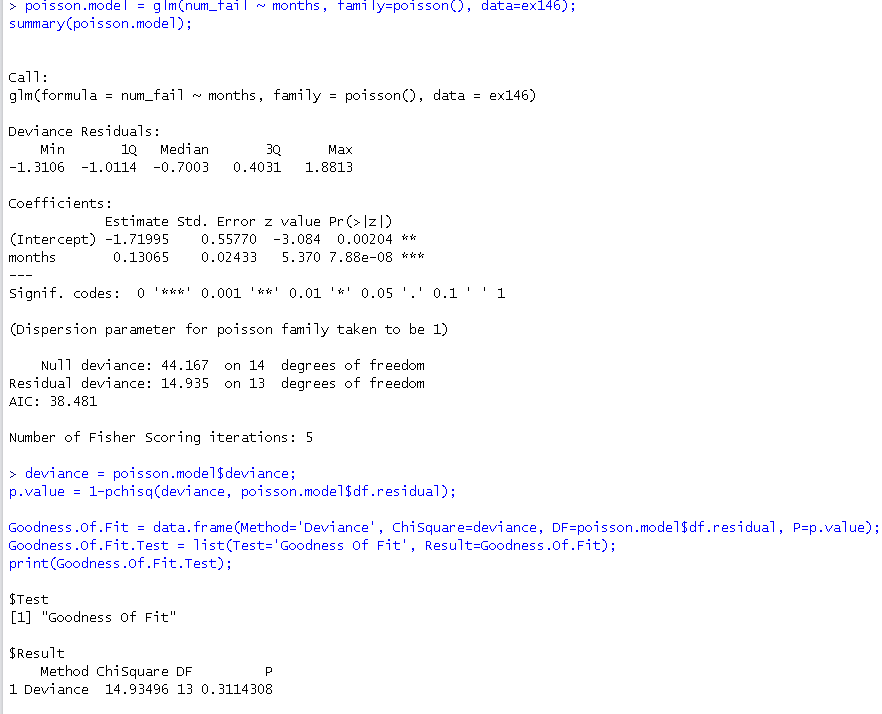 > poisson.model = glm(num_fail ~ months, family=poisson(), data=ex146);
summary(poisson.model);
Call:
glm(formula = num_fail ~ months, family = poisson(), data = ex146)
Deviance Residuals:
    Min       1Q   Median       3Q      Max
-1.3106  -1.0114  -0.7003   0.4031   1.8813
Coefficients:
            Estimate Std. Error z value Pr(>|z|)
(Intercept) -1.71995    0.55770  -3.084  0.00204 **
months       0.13065    0.02433   5.370 7.88e-08 ***
---
Signif. codes:  0 '***' 0.001 '**' 0.01 '*' 0.05 '.' 0.1 ' ' 1
(Dispersion parameter for poisson family taken to be 1)
    Null deviance: 44.167  on 14  degrees of freedom
Residual deviance: 14.935  on 13  degrees of freedom
AIC: 38.481
Number of Fisher Scoring iterations: 5
> deviance = poisson.model$deviance;
p.value = 1-pchisq(deviance, poisson.model$df.residual);
Goodness.Of.Fit = data.frame(Method='Deviance', ChiSquare=deviance, DF=poisson.model$df.residual, P=p.value);
Goodness.Of.Fit.Test = list(Test='Goodness Of Fit', Result=Goodness.Of.Fit);
print(Goodness.Of.Fit.Test);
$Test
[1] "Goodness Of Fit"
$Result
    Method ChiSquare DF         P
1 Deviance  14.93496 13 0.3114308